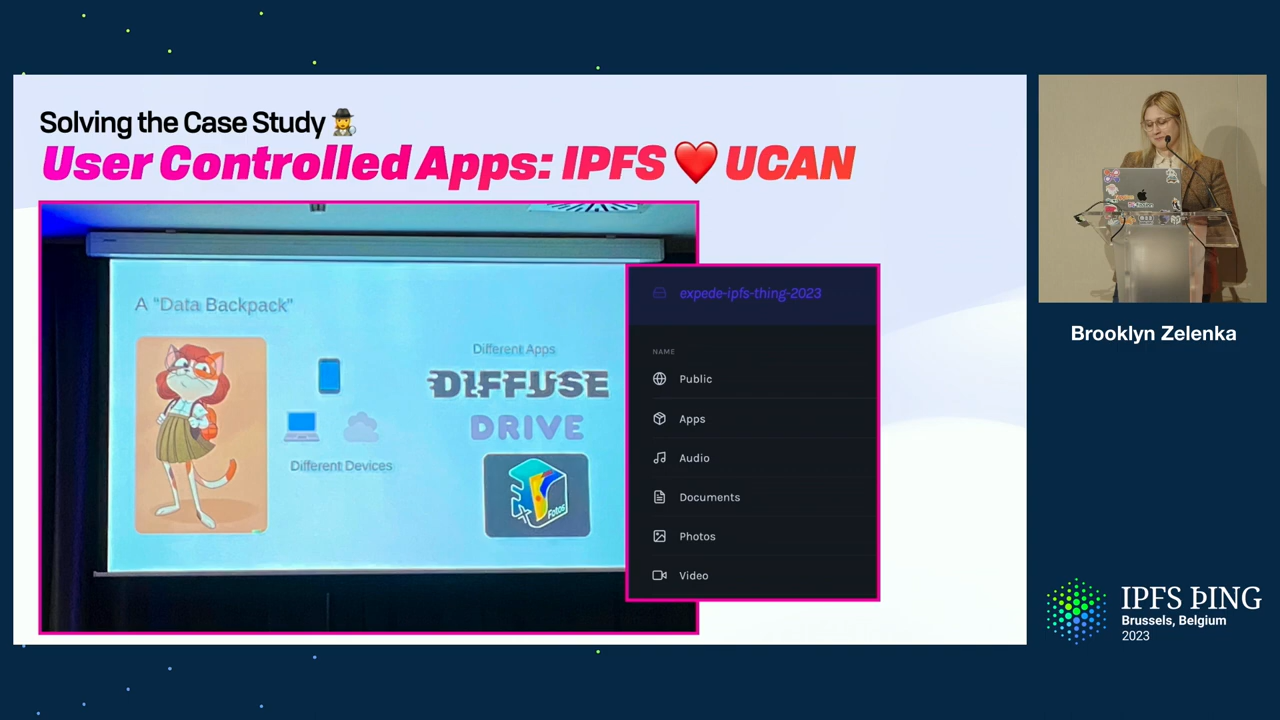 Solving the Case Study 🕵️‍♀️
User Controlled Apps: IPFS ❤️ UCAN
A "Data Backpack"
Different Apps
DIFFUSE
DRIVE
Different Devices
Fotos
expede-ipfs-thing-2023
NAME
Public
Apps
Audio
Documents
Photos
Video
Brooklyn Zelenka
IPFS ÞING
Brussels, Belgium
2023